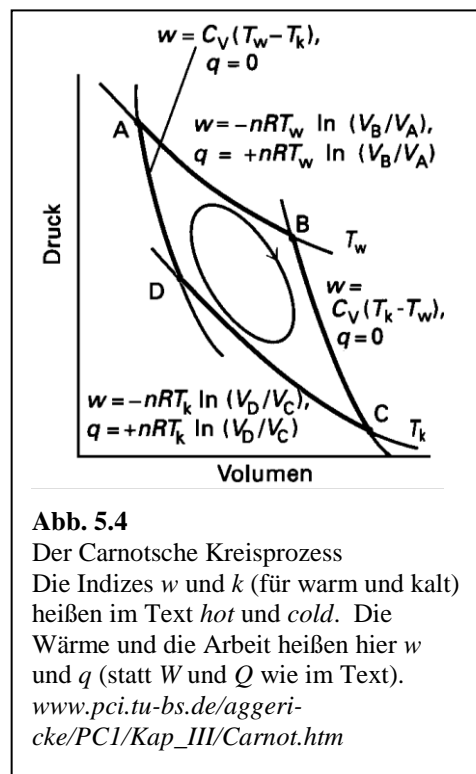 w = C_V(T_w – T_k),
q = 0
A
w = –nRT_w ln (V_B/V_A),
q = +nRT_w ln (V_B/V_A)
B
T_w
Druck
D
w =
C_V(T_k - T_w),
q = 0
w = –nRT_k ln (V_D/V_C),
q = +nRT_k ln (V_D/V_C)
C
T_k
Volumen
Abb. 5.4
Der Carnotsche Kreisprozess
Die Indizes w und k (für warm und kalt)
heißen im Text hot und cold. Die
Wärme und die Arbeit heißen hier w
und q (statt W und Q wie im Text).
www.pci.tu-bs.de/aggeri-
cke/PC1/Kap_III/Carnot.htm